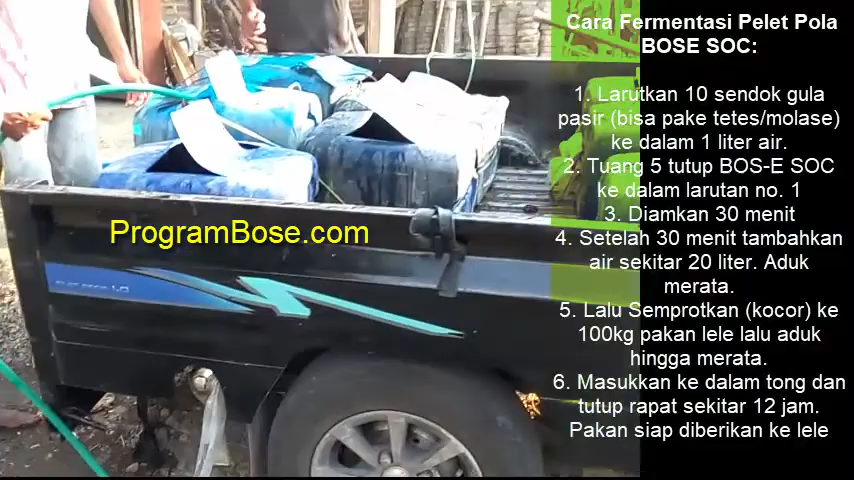 Cara Fermentasi Pelet Pola
BOSE SOC:
1. Larutkan 10 sendok gula
pasir (bisa pake tetes/molase)
ke dalam 1 liter air.
2. Tuang 5 tutup BOS-E SOC
ke dalam larutan no. 1
3. Diamkan 30 menit
4. Setelah 30 menit tambahkan
air sekitar 20 liter. Aduk
merata.
5. Lalu Semprotkan (kocor) ke
100kg pakan lele lalu aduk
hingga merata.
6. Masukkan ke dalam tong dan
tutup rapat sekitar 12 jam.
Pakan siap diberikan ke lele
ProgramBose.com